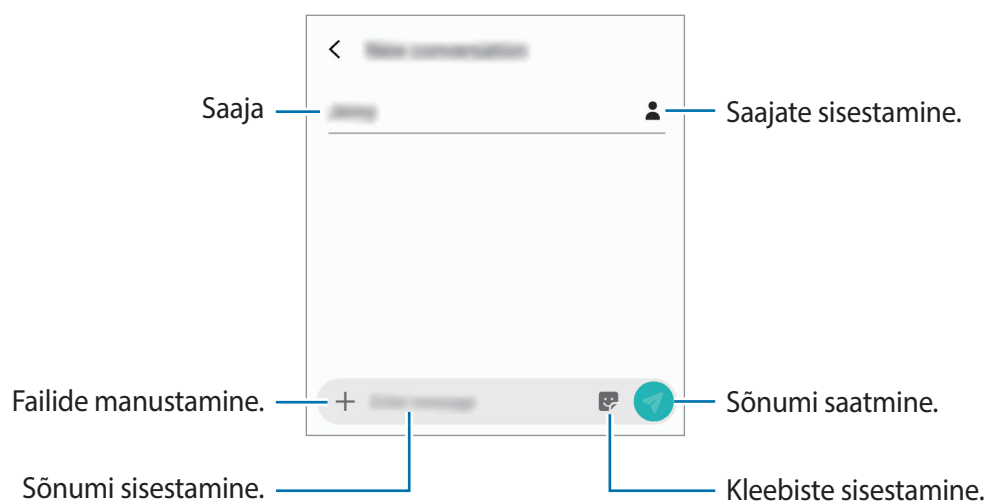 Saaja
Saajate sisestamine.
Failide manustamine.
Sõnumi saatmine.
Sõnumi sisestamine.
Kleebiste sisestamine.